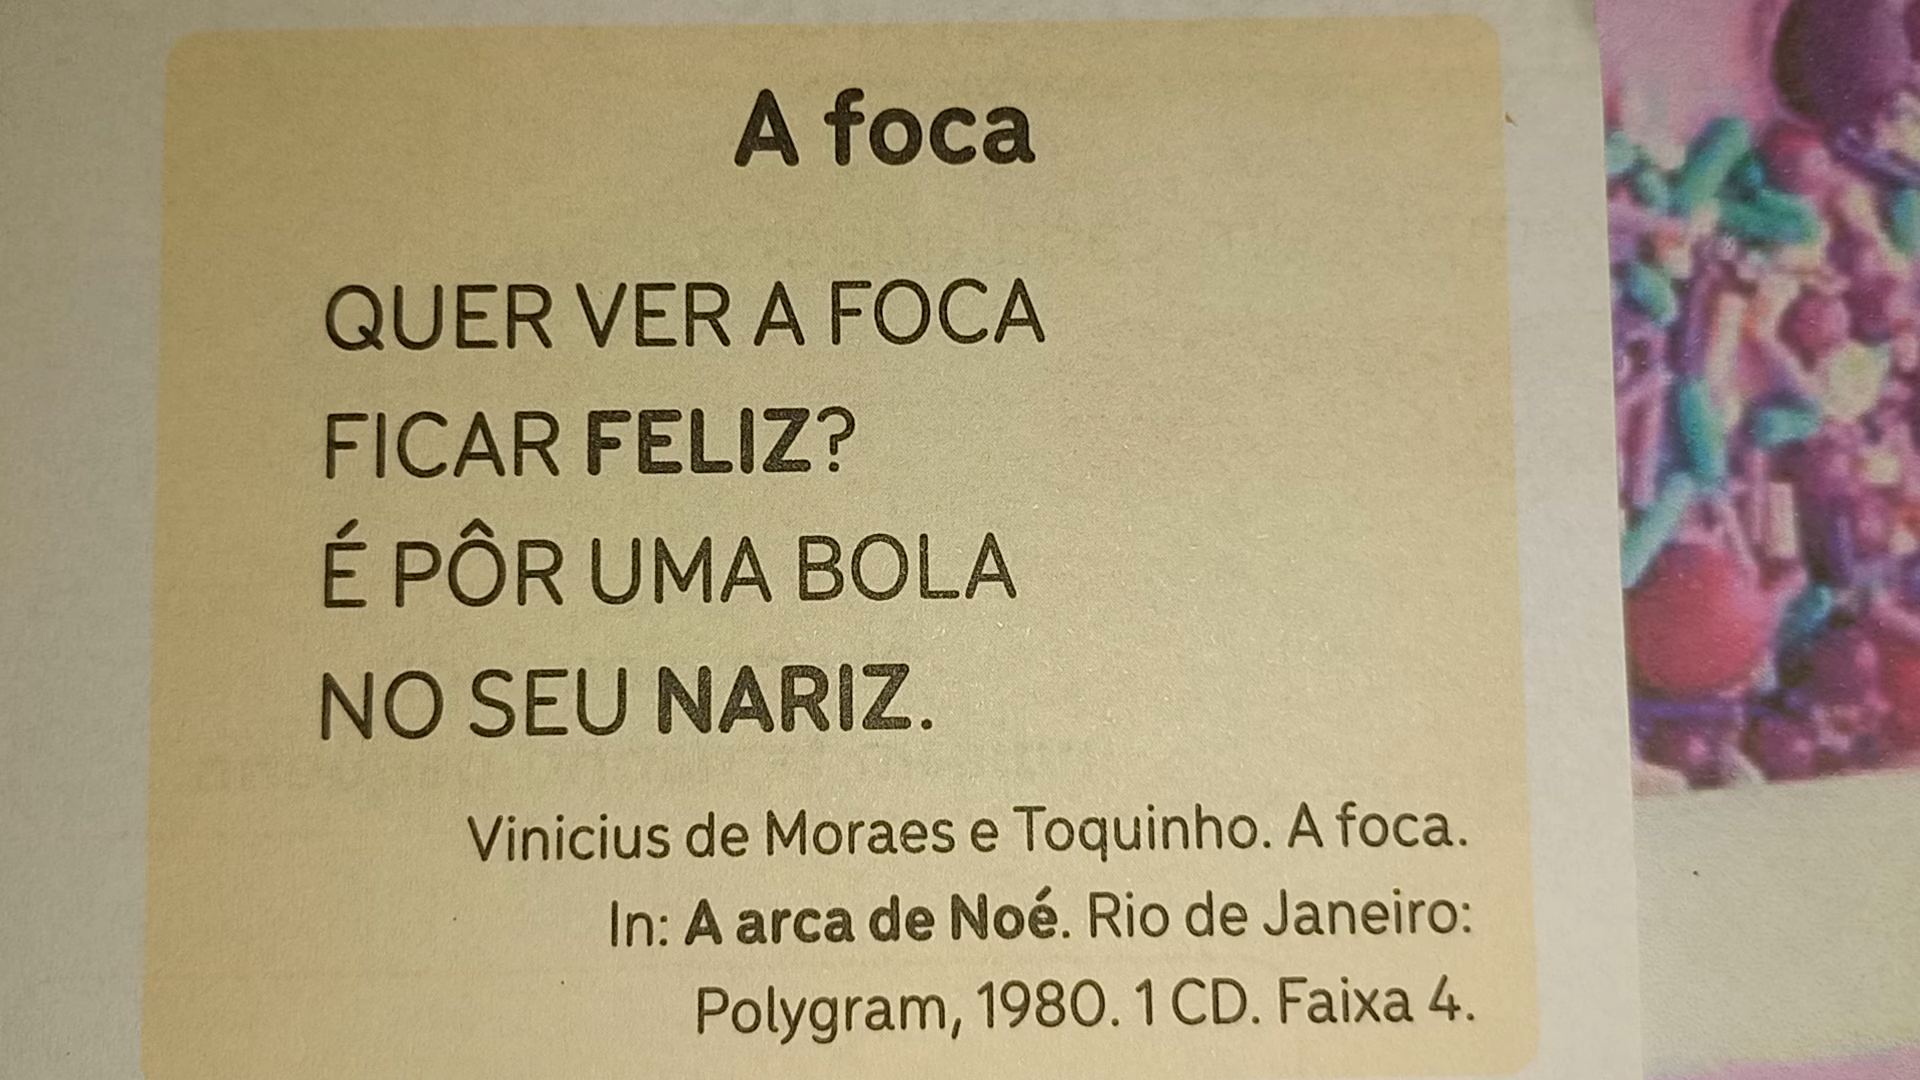 A foca
QUER VER A FOCA
FICAR FELIZ?
É PÔR UMA BOLA
NO SEU NARIZ.
Vinicius de Moraes e Toquinho. A foca.
In: A arca de Noé. Rio de Janeiro:
Polygram, 1980. 1 CD. Faixa 4.